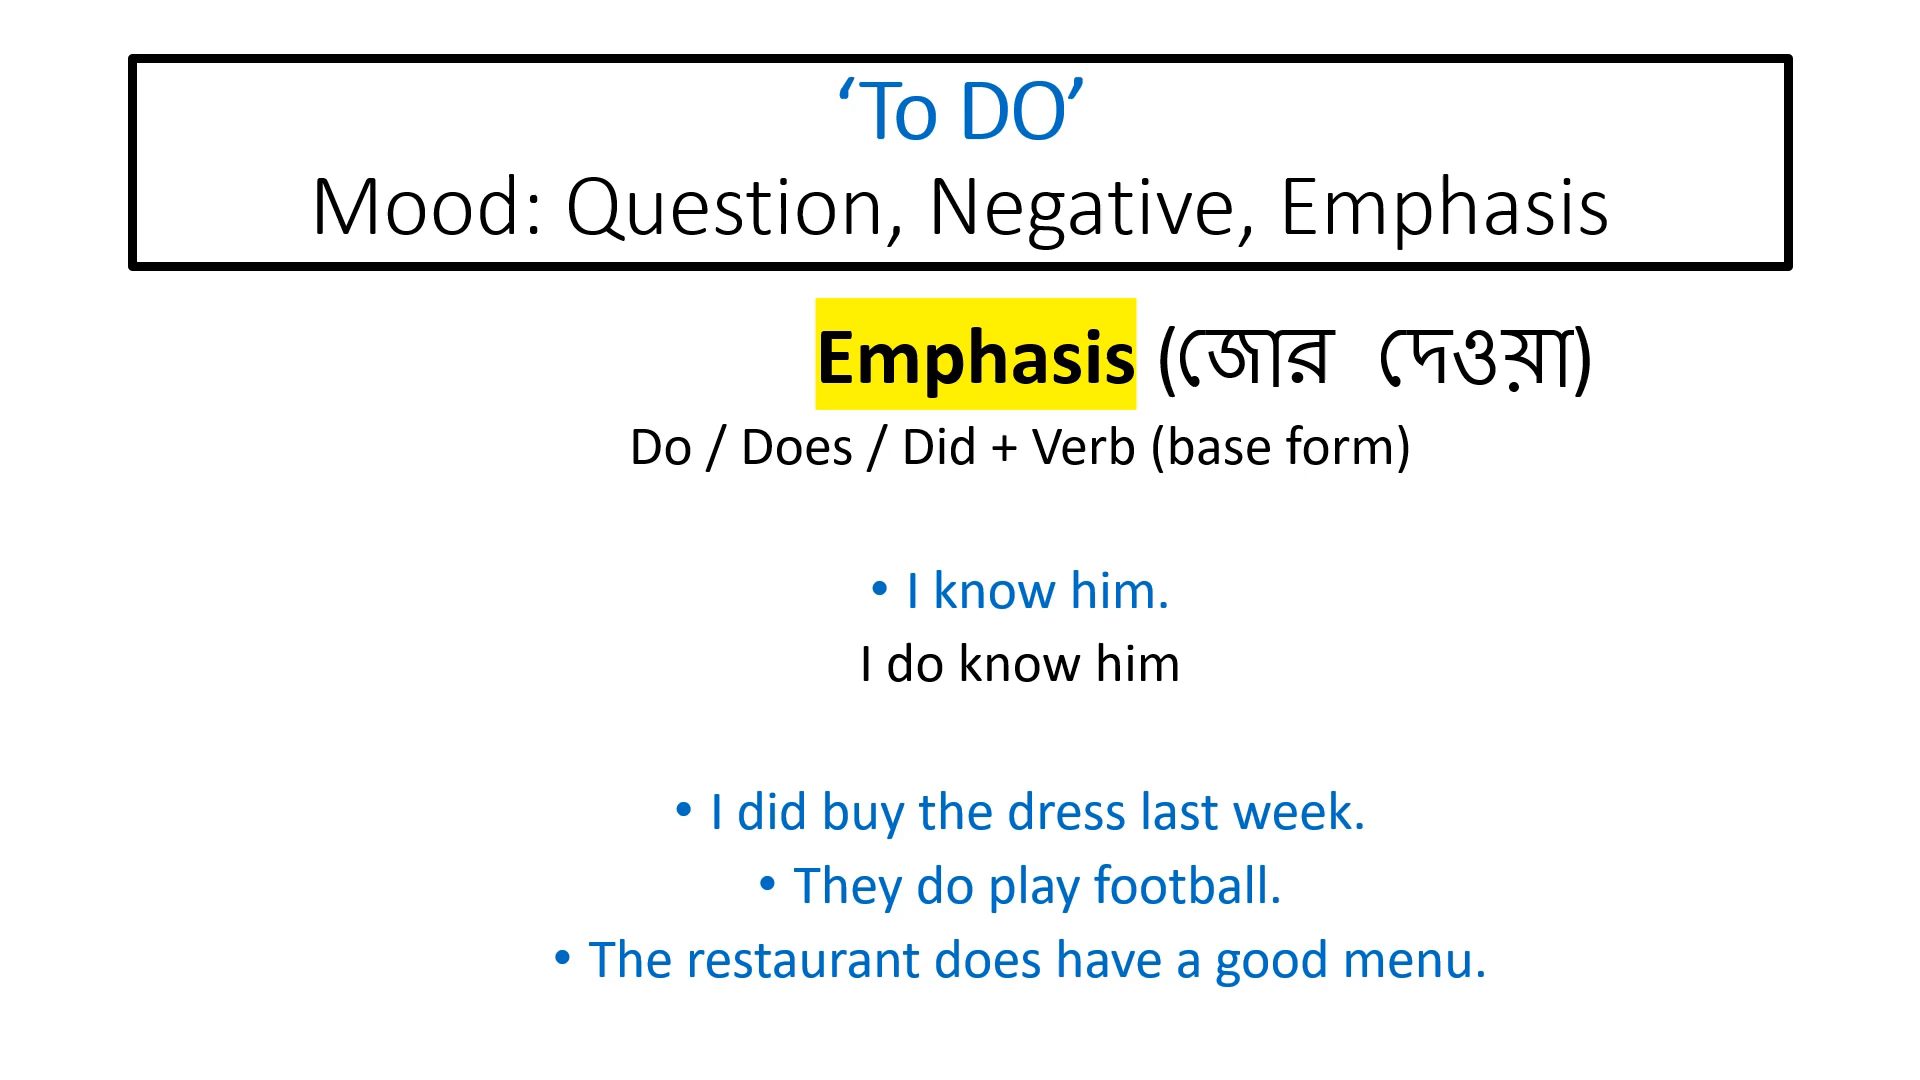 ‘To DO’
Mood: Question, Negative, Emphasis
Emphasis (জোর দেওয়া)
Do / Does / Did + Verb (base form)
• I know him.
I do know him
• I did buy the dress last week.
• They do play football.
• The restaurant does have a good menu.